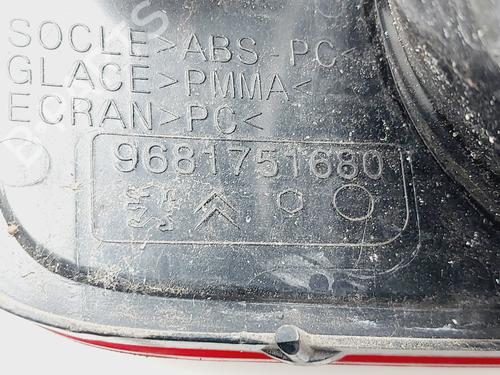 SOCLE>ABS-PC<
GLACE>PMMA<
ECRAN>PC<
9681751680